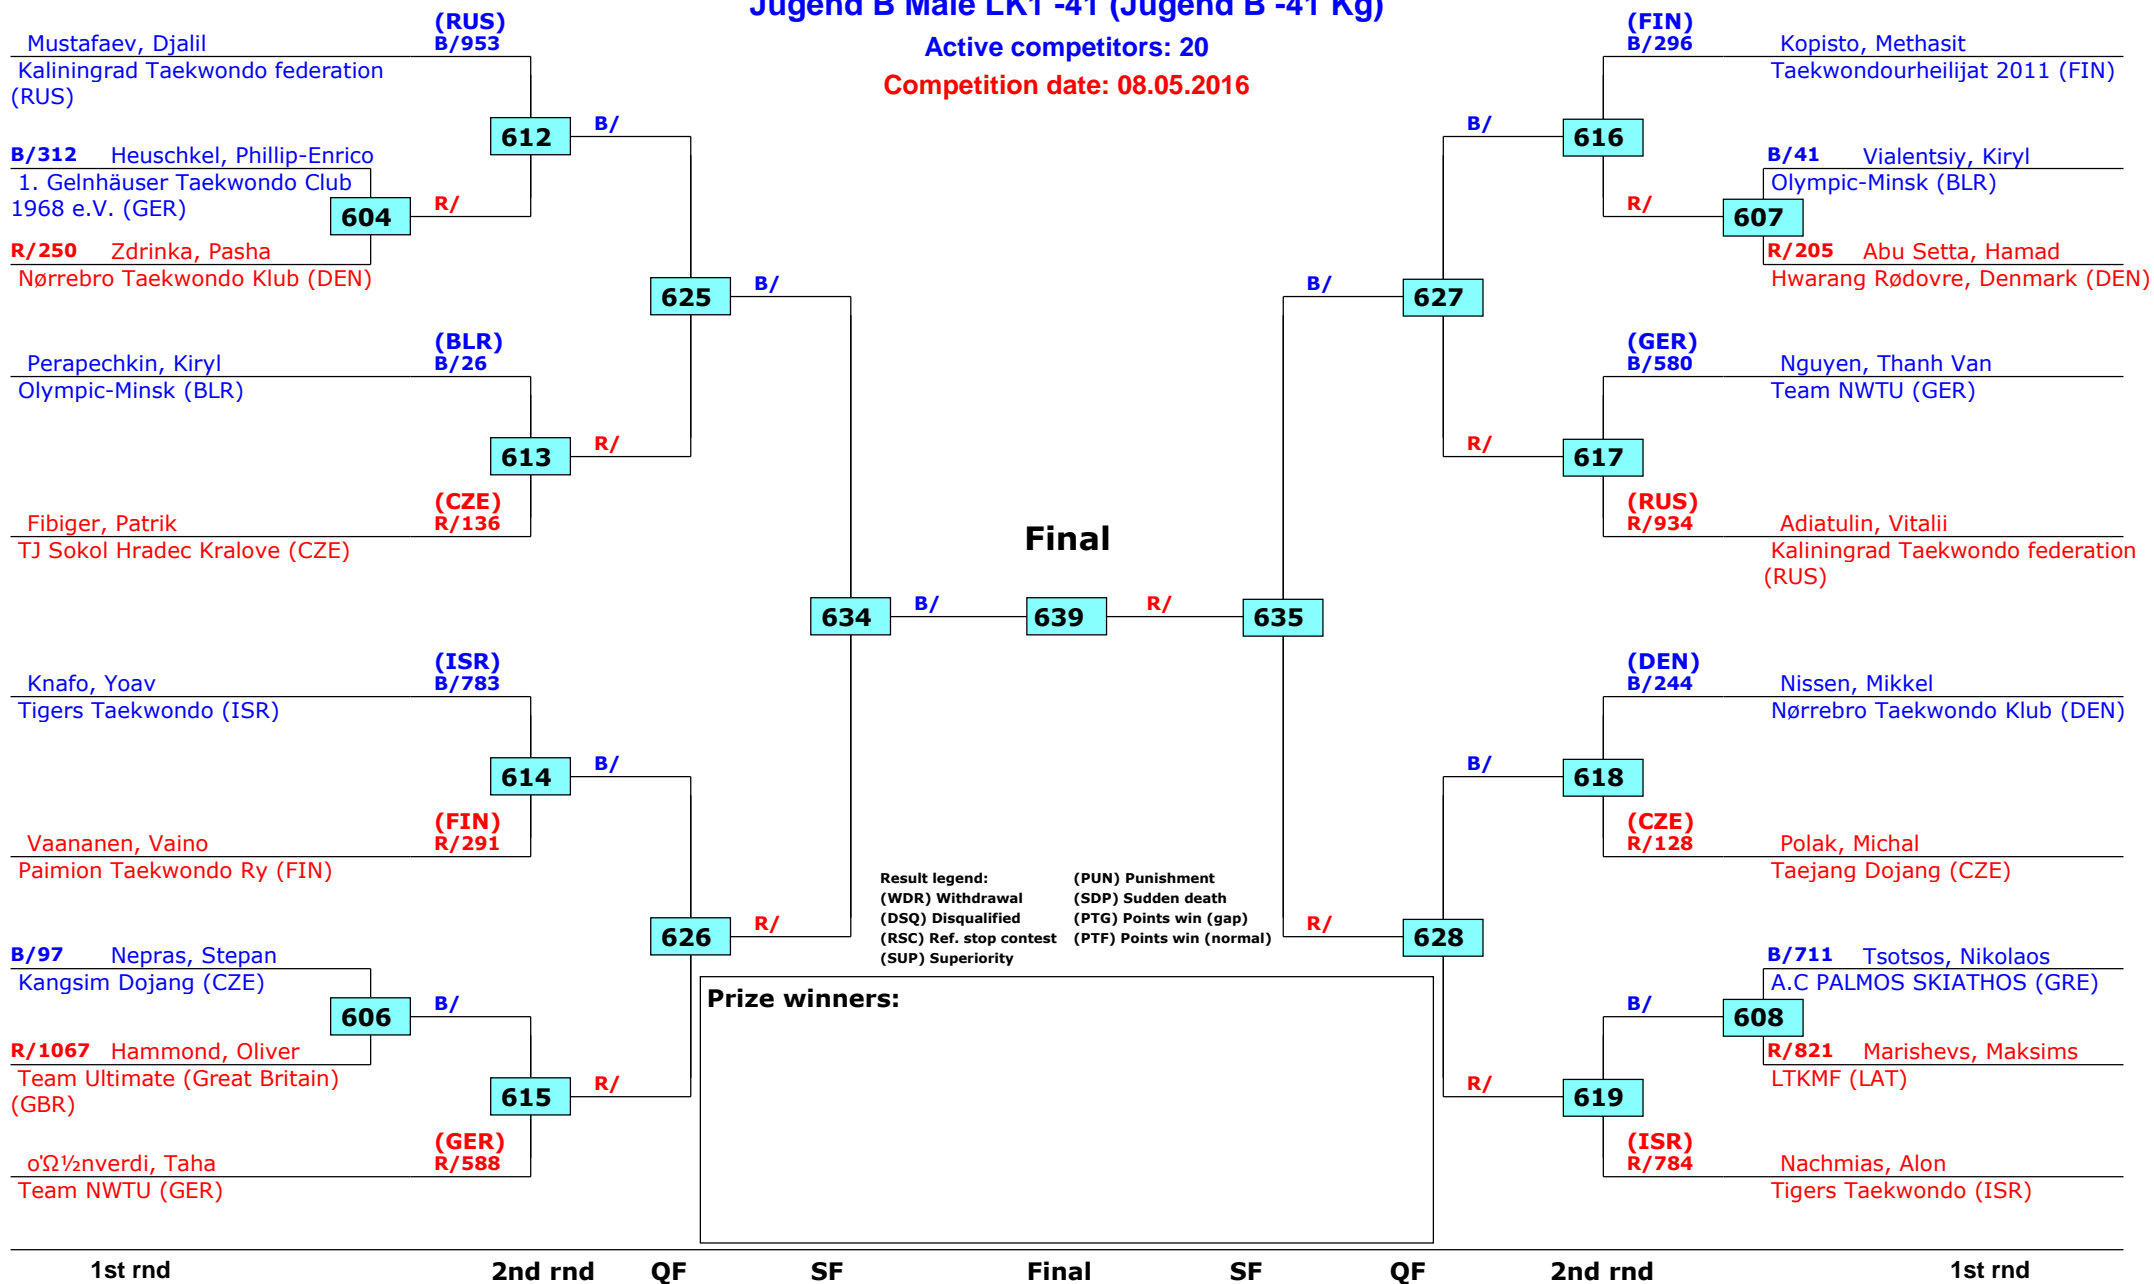 Jugend B Male LK1 -41 (Jugend B -41 Kg)
Active competitors: 20
Competition date: 08.05.2016
(RUS)
Mustafaev, Djalil B/953
Kaliningrad Taekwondo federation
(RUS)
612
B/
B/312 Heuschkel, Phillip-Enrico
1. Gelnhäuser Taekwondo Club
1968 e.V. (GER)
604
R/
R/250 Zdrinka, Pasha
Nørrebro Taekwondo Klub (DEN)
625
B/
(BLR)
Perapechkin, Kiryl B/26
Olympic-Minsk (BLR)
613
R/
(CZE)
Fibiger, Patrik R/136
TJ Sokol Hradec Kralove (CZE)
634
B/
(ISR)
Knafo, Yoav B/783
Tigers Taekwondo (ISR)
614
B/
(FIN)
Vaananen, Vaino R/291
Paimion Taekwondo Ry (FIN)
626
R/
B/97 Nepras, Stepan
Kangsim Dojang (CZE)
606
B/
R/1067 Hammond, Oliver
Team Ultimate (Great Britain)
(GBR)
615
R/
(GER)
R/588
Taha
Team NWTU (GER)
Final
639
R/
635
(FIN)
B/296 Kopisto, Methasit
Taekwondourheilijat 2011 (FIN)
B/
616
B/41 Vialentsiy, Kiryl
Olympic-Minsk (BLR)
R/
607
R/205 Abu Setta, Hamad
Hwarang Rødovre, Denmark (DEN)
B/
627
(GER)
B/580 Nguyen, Thanh Van
Team NWTU (GER)
R/
617
(RUS)
R/934 Adiatulin, Vitalii
Kaliningrad Taekwondo federation
(RUS)
(DEN)
B/244 Nissen, Mikkel
Nørrebro Taekwondo Klub (DEN)
B/
618
(CZE)
R/128 Polak, Michal
Taejang Dojang (CZE)
R/
628
B/711 Tsotsos, Nikolaos
A.C PALMOS SKIATHOS (GRE)
B/
608
R/821 Marishevs, Maksims
LTKMF (LAT)
R/
619
(ISR)
R/784 Nachmias, Alon
Tigers Taekwondo (ISR)
Result legend: (PUN) Punishment
(WDR) Withdrawal (SDP) Sudden death
(DSQ) Disqualified (PTG) Points win (gap)
(RSC) Ref. stop contest (PTF) Points win (normal)
(SUP) Superiority
Prize winners:
1st rnd 2nd rnd QF SF Final SF QF 2nd rnd 1st rnd